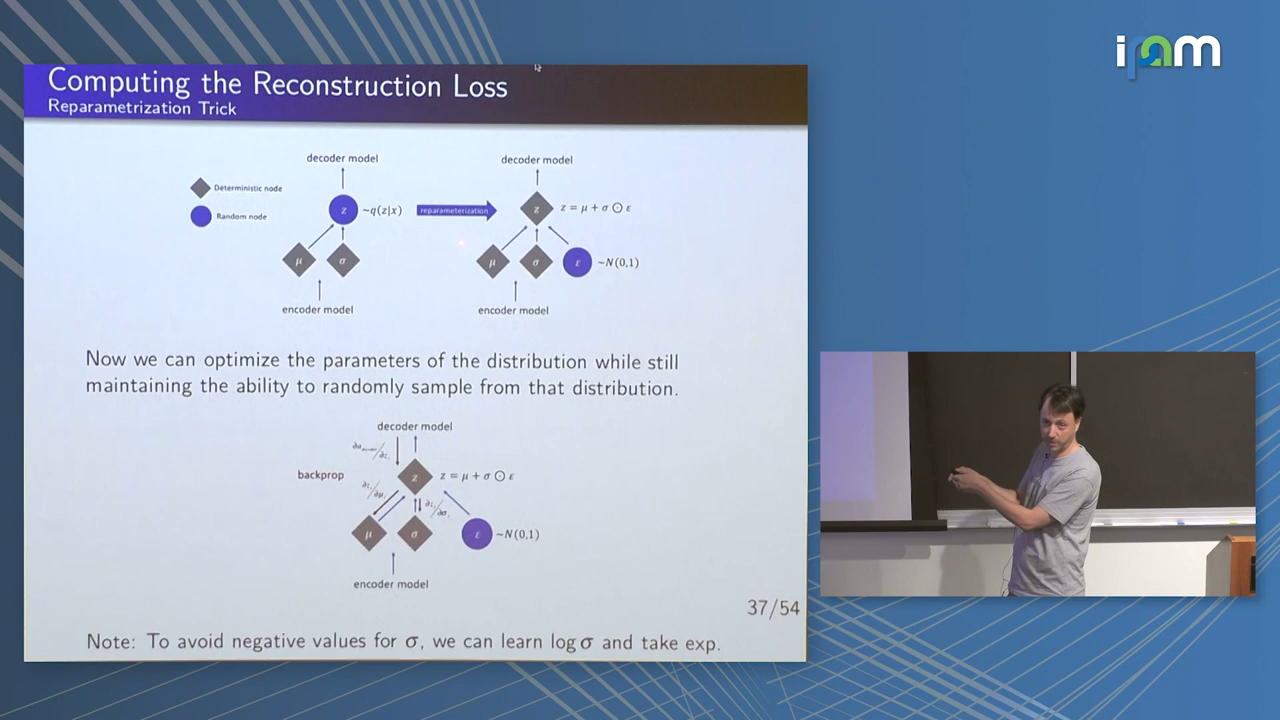 ipam
Computing the Reconstruction Loss
Reparametrization Trick
decoder model
decoder model
Deterministic node
Random node
z
~q(z|x)
reparameterization
z
z = μ + σ ⊙ ε
μ
σ
μ
σ
ε
~N(0,1)
encoder model
encoder model
Now we can optimize the parameters of the distribution while still
maintaining the ability to randomly sample from that distribution.
decoder model
backprop
z
z = μ + σ ⊙ ε
μ
σ
ε
~N(0,1)
encoder model
37/54
Note: To avoid negative values for σ, we can learn log σ and take exp.